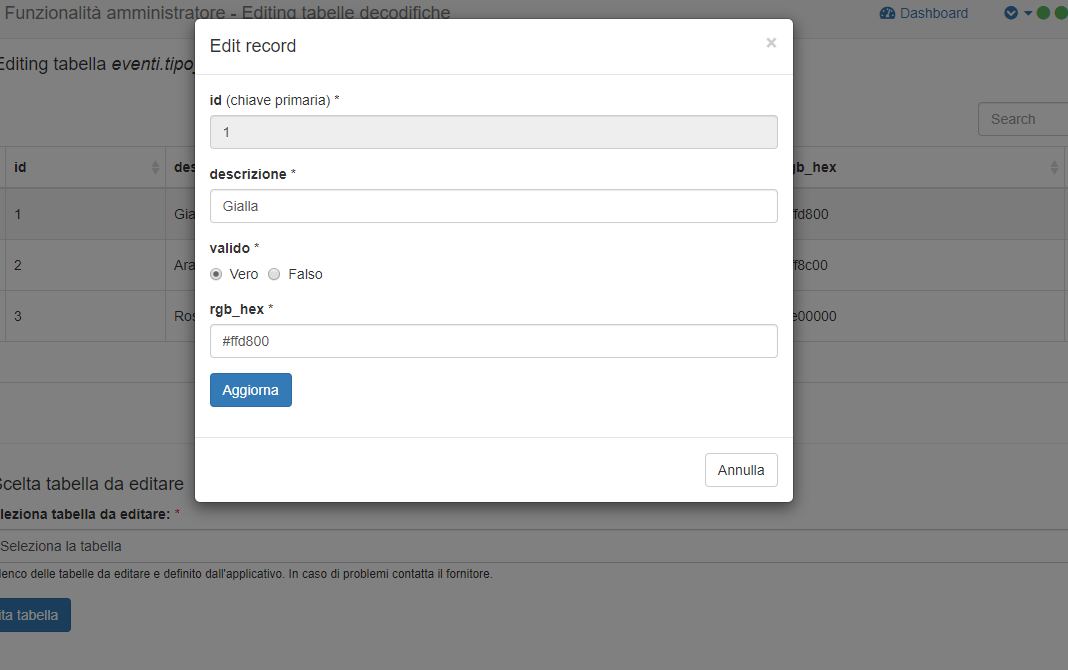 Funzionalità amministratore - Editing tabelle decodifiche
Dashboard
Edit record
×
Editing tabella eventi.tipo_
id (chiave primaria) *
1
Search
descrizione *
Gialla
id
des
gb_hex
1
Gia
ffd800
valido *
Vero
Falso
2
Ara
ff8c00
rgb_hex *
#ffd800
3
Ros
e00000
Aggiorna
Annulla
Scelta tabella da editare
leziona tabella da editare: *
Seleziona la tabella
lenco delle tabelle da editare e definito dall'applicativo. In caso di problemi contatta il fornitore.
ita tabella